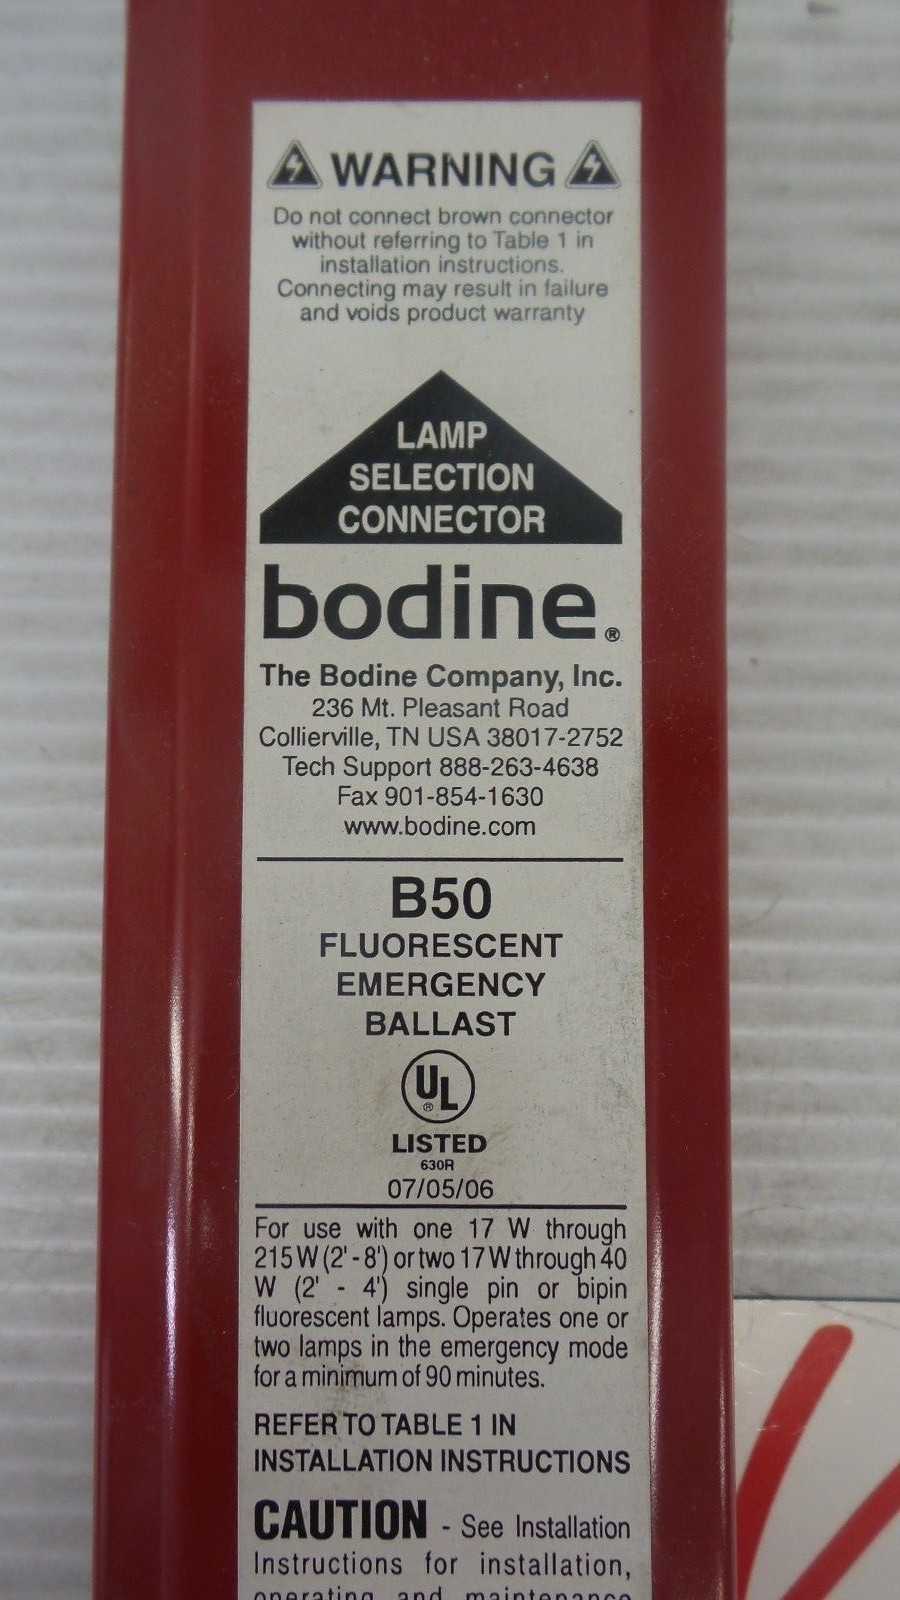 WARNING
Do not connect brown connector
without referring to Table 1 in
installation instructions.
Connecting may result in failure
and voids product warranty
LAMP
SELECTION
CONNECTOR
bodine®
The Bodine Company, Inc.
236 Mt. Pleasant Road
Collierville, TN USA 38017-2752
Tech Support 888-263-4638
Fax 901-854-1630
www.bodine.com
B50
FLUORESCENT
EMERGENCY
BALLAST
UL®
LISTED
630R
07/05/06
For use with one 17 W through
215 W (2' - 8') or two 17 W through 40
W (2' - 4') single pin or bipin
fluorescent lamps. Operates one or
two lamps in the emergency mode
for a minimum of 90 minutes.
REFER TO TABLE 1 IN
INSTALLATION INSTRUCTIONS
CAUTION - See Installation
Instructions for installation,
operating and maintenance